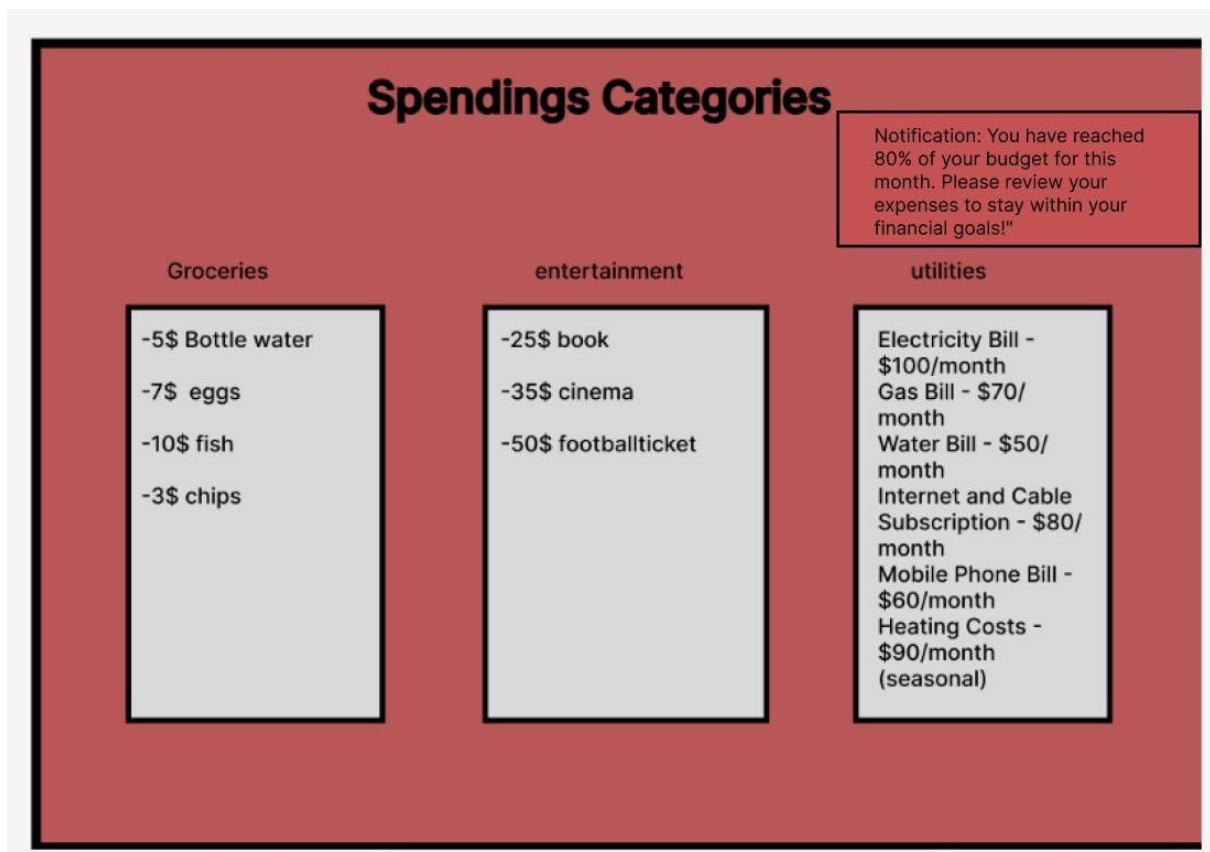 Spendings Categories
Notification: You have reached
80% of your budget for this
month. Please review your
expenses to stay within your
financial goals!"
Groceries
-5$ Bottle water
-7$  eggs
-10$ fish
-3$ chips
entertainment
-25$ book
-35$ cinema
-50$ footballticket
utilities
Electricity Bill -
$100/month
Gas Bill - $70/
month
Water Bill - $50/
month
Internet and Cable
Subscription - $80/
month
Mobile Phone Bill -
$60/month
Heating Costs -
$90/month
(seasonal)